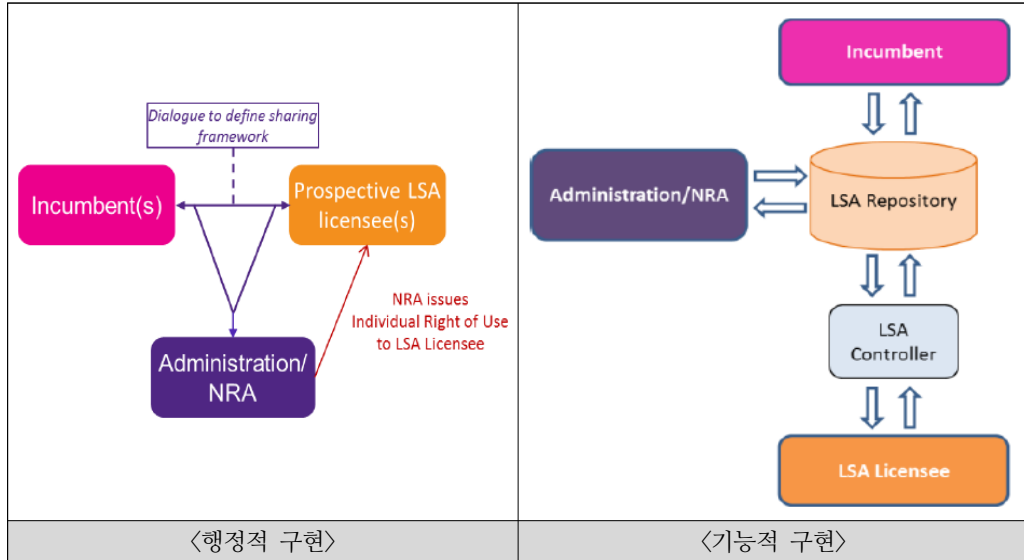 Dialogue to define sharing
framework
Incumbent(s)
Prospective LSA
licensee(s)
NRA issues
Individual Right of Use
to LSA Licensee
Administration/
NRA
〈행정적 구현〉
Incumbent
Administration/NRA
LSA Repository
LSA
Controller
LSA Licensee
〈기능적 구현〉